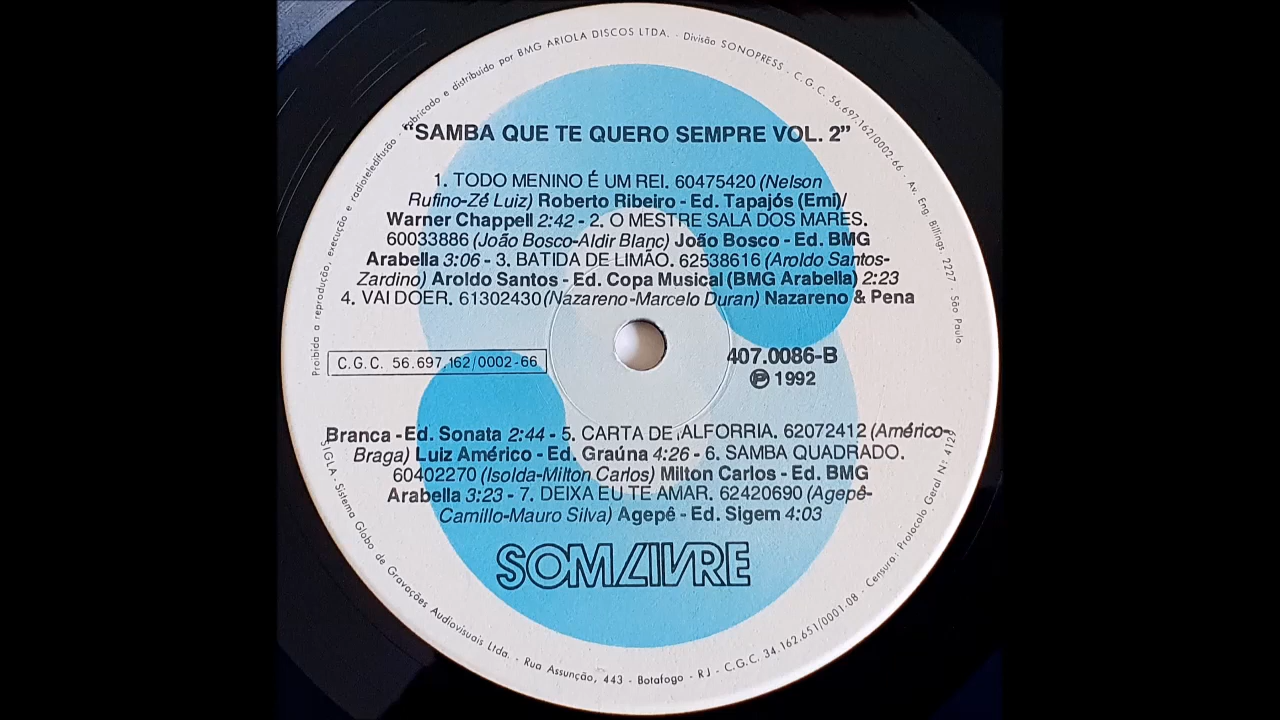 Proibida a reprodução, execução e radioteledifusão - Fabricado e distribuido por BMG ARIOLA DISCOS LTDA. - Divisão SONOPRESS - C.G.C. 56.697.162/0002-66 - Av. Eng. Billings, 2227 - São Paulo
"SAMBA QUE TE QUERO SEMPRE VOL. 2"
1. TODO MENINO É UM REI. 60475420 (Nelson
Rufino-Zé Luiz) Roberto Ribeiro - Ed. Tapajós (Emi)/
Warner Chappell 2:42 - 2. O MESTRE SALA DOS MARES.
60033886 (João Bosco-Aldir Blanc) João Bosco - Ed. BMG
Arabella 3:06 - 3. BATIDA DE LIMÃO. 62538616 (Aroldo Santos-
Zardino) Aroldo Santos - Ed. Copa Musical (BMG Arabella) 2:23
4. VAI DOER. 61302430 (Nazareno-Marcelo Duran) Nazareno & Pena
C.G.C. 56.697.162/0002-66
407.0086-B
Ⓟ 1992
Branca - Ed. Sonata 2:44 - 5. CARTA DE ALFORRIA. 62072412 (Américo-
Braga) Luiz Américo - Ed. Graúna 4:26 - 6. SAMBA QUADRADO.
60402270 (Isolda-Milton Carlos) Milton Carlos - Ed. BMG
Arabella 3:23 - 7. DEIXA EU TE AMAR. 62420690 (Agepê-
Camillo-Mauro Silva) Agepê - Ed. Sigem 4:03
SOM LIVRE
SIGLA - Sistema Globo de Gravações Audiovisuais Ltda. - Rua Assunção, 443 - Botafogo - RJ - C.G.C. 34.162.651/0001-08 - Censura: Protocolo Geral N: 4129